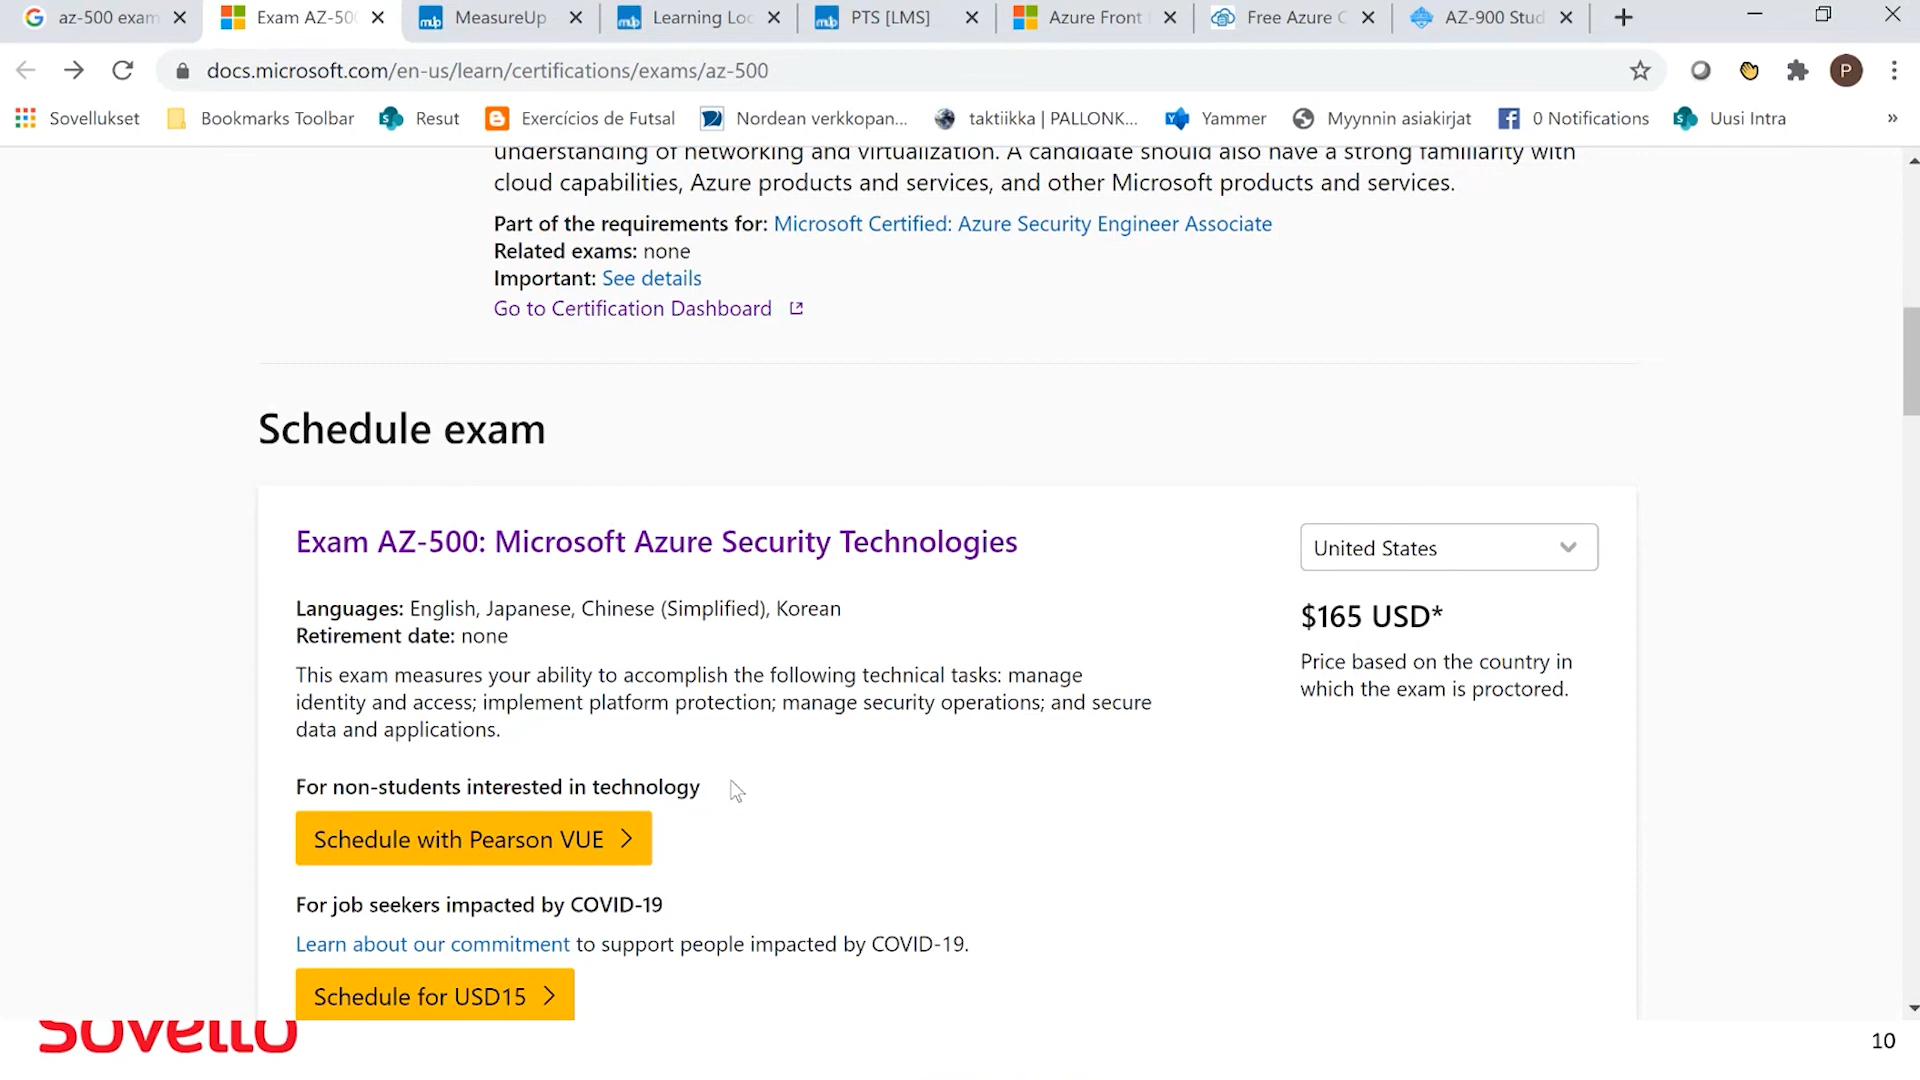 az-500 exam
Exam AZ-500
MeasureUp
Learning Loc
PTS [LMS]
Azure Front
Free Azure C
AZ-900 Stud
docs.microsoft.com/en-us/learn/certifications/exams/az-500
P
Sovellukset
Bookmarks Toolbar
Resut
Exercícios de Futsal
Nordean verkkopan...
taktiikka | PALLONK...
Yammer
Myynnin asiakirjat
0 Notifications
Uusi Intra
»
understanding of networking and virtualization. A candidate should also have a strong familiarity with
cloud capabilities, Azure products and services, and other Microsoft products and services.
Part of the requirements for: Microsoft Certified: Azure Security Engineer Associate
Related exams: none
Important: See details
Go to Certification Dashboard
Schedule exam
Exam AZ-500: Microsoft Azure Security Technologies
United States
Languages: English, Japanese, Chinese (Simplified), Korean
Retirement date: none
$165 USD*
Price based on the country in
which the exam is proctored.
This exam measures your ability to accomplish the following technical tasks: manage
identity and access; implement platform protection; manage security operations; and secure
data and applications.
For non-students interested in technology
Schedule with Pearson VUE
For job seekers impacted by COVID-19
Learn about our commitment to support people impacted by COVID-19.
Schedule for USD15
sovelto
10